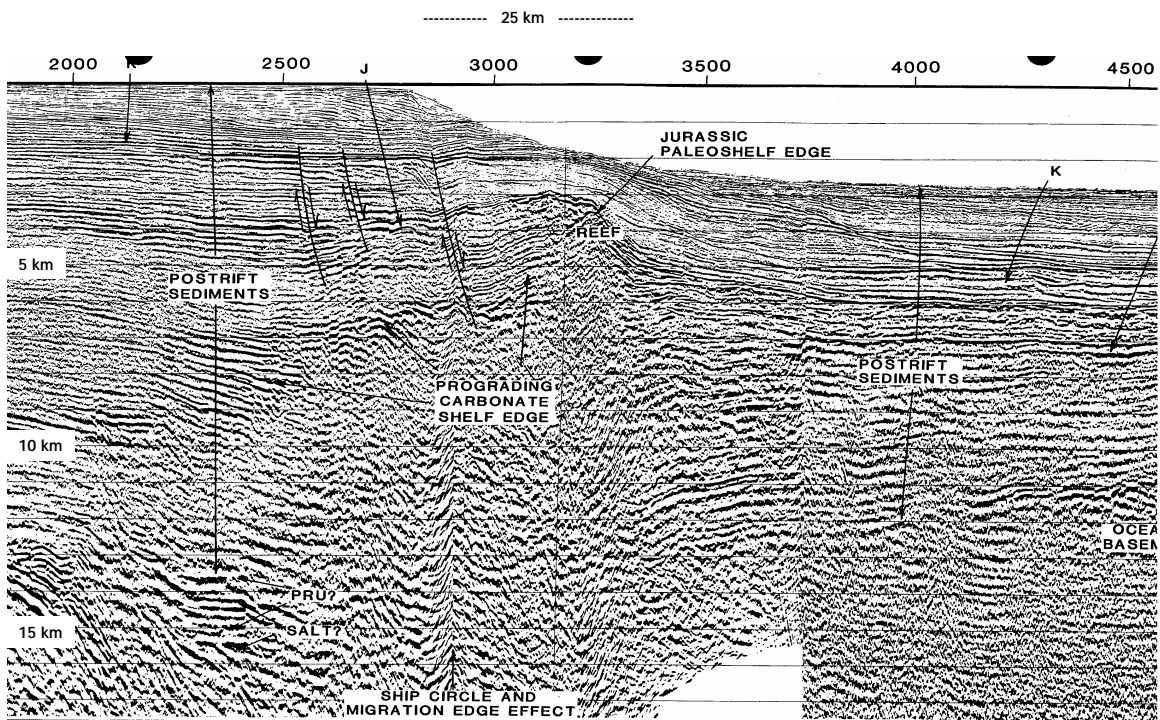 ------------ 25 km ------------
2000 K 2500 J 3000 3500 4000 4500
JURASSIC
PALEOSHELF EDGE
K
REEF
5 km
POSTRIFT
SEDIMENTS
POSTRIFT
SEDIMENTS
PROGRADING
CARBONATE
SHELF EDGE
10 km
OCEA
BASEM
PRU?
SALT?
15 km
SHIP CIRCLE AND
MIGRATION EDGE EFFECT